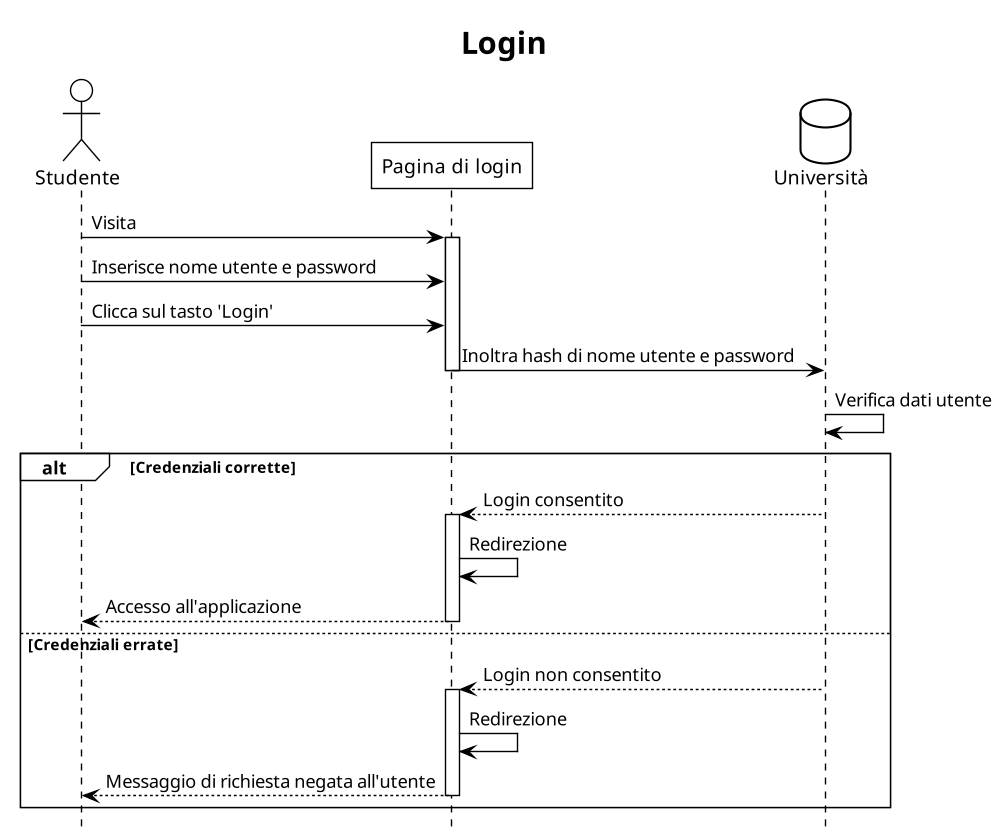 Login
Studente
Pagina di login
Università
Visita
Inserisce nome utente e password
Clicca sul tasto 'Login'
Inoltra hash di nome utente e password
Verifica dati utente
alt [Credenziali corrette]
Login consentito
Redirezione
Accesso all'applicazione
[Credenziali errate]
Login non consentito
Redirezione
Messaggio di richiesta negata all'utente